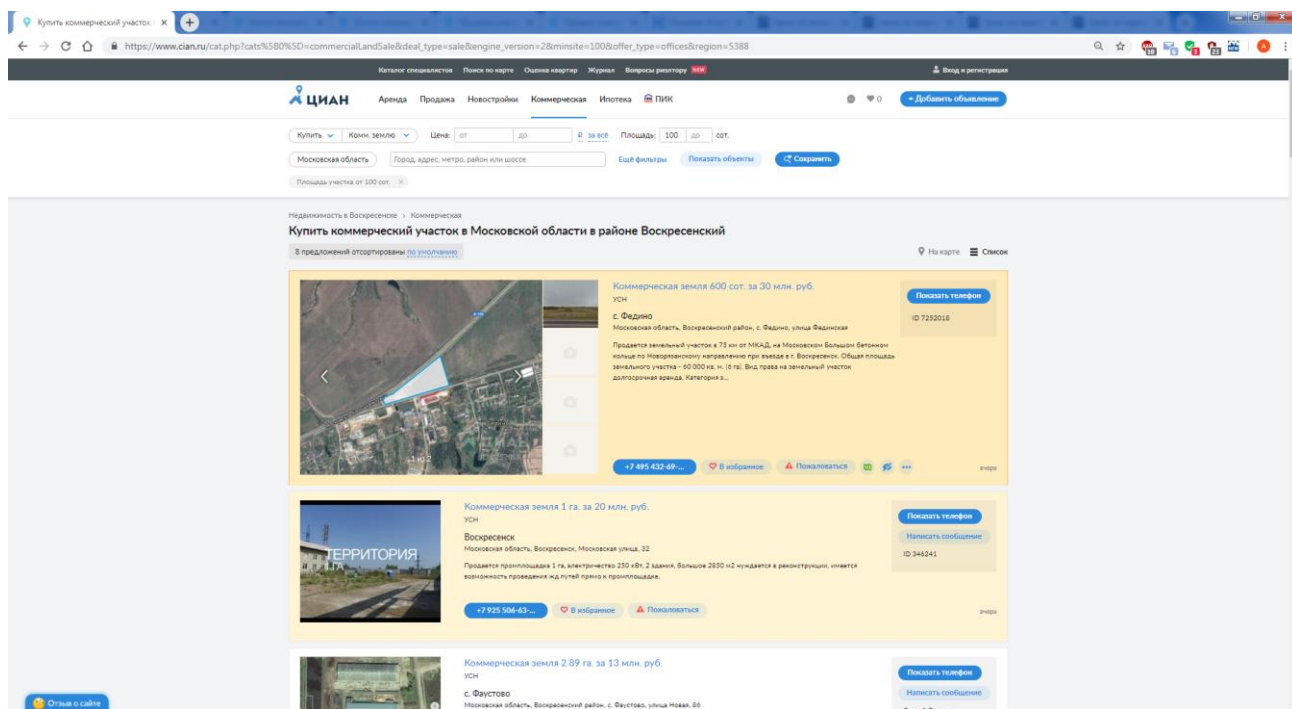 Купить коммерческий участок
https://www.cian.ru/cat.php?cats%5B0%5D=commercialLandSale&deal_type=sale&engine_version=2&minsite=100&offer_type=offices&region=5388
Каталог специалистов Поиск по карте Оценка квартир Журнал Вопросы риэлтору NEW Вход и регистрация
ЦИАН Аренда Продажа Новостройки Коммерческая Ипотека ПИК 0 + Добавить объявление
Купить Комм. землю Цена: от до ₽ за всё Площадь: 100 до сот.
Московская область Город, адрес, метро, район или шоссе Ещё фильтры Показать объекты Сохранить
Площадь участка от 100 сот. ×
Недвижимость в Воскресенске › Коммерческая
Купить коммерческий участок в Московской области в районе Воскресенский
8 предложений отсортированы по умолчанию На карте Список
Коммерческая земля 600 сот. за 30 млн. руб. Показать телефон
УСН
с. Федино ID 7252016
Московская область, Воскресенский район, с. Федино, улица Фединская
Продается земельный участок в 75 км от МКАД, на Московском Большом бетонном
кольце по Новорязанскому направлению при въезде в г. Воскресенск. Общая площадь
земельного участка - 60 000 кв. м. (6 га). Вид права на земельный участок
долгосрочная аренда. Категория з...
ЦИАН
1 из 2
+7 495 432-69-... В избранное Пожаловаться вчера
Коммерческая земля 1 га. за 20 млн. руб. Показать телефон
УСН
Воскресенск Написать сообщение
Московская область, Воскресенск, Московская улица, 32 ID 346241
ТЕРРИТОРИЯ
1 ГА
Продается промплощадка 1 га, электричество 250 кВт, 2 здания, большое 2850 м2 нуждается в реконструкции, имеется
возможность проведения жд.путей прямо к промплощадке.
+7 925 506-63-... В избранное Пожаловаться вчера
Коммерческая земля 2.89 га. за 13 млн. руб. Показать телефон
УСН
с. Фаустово Написать сообщение
Московская область, Воскресенский район, с. Фаустово, улица Новая, 86
Отзыв о сайте